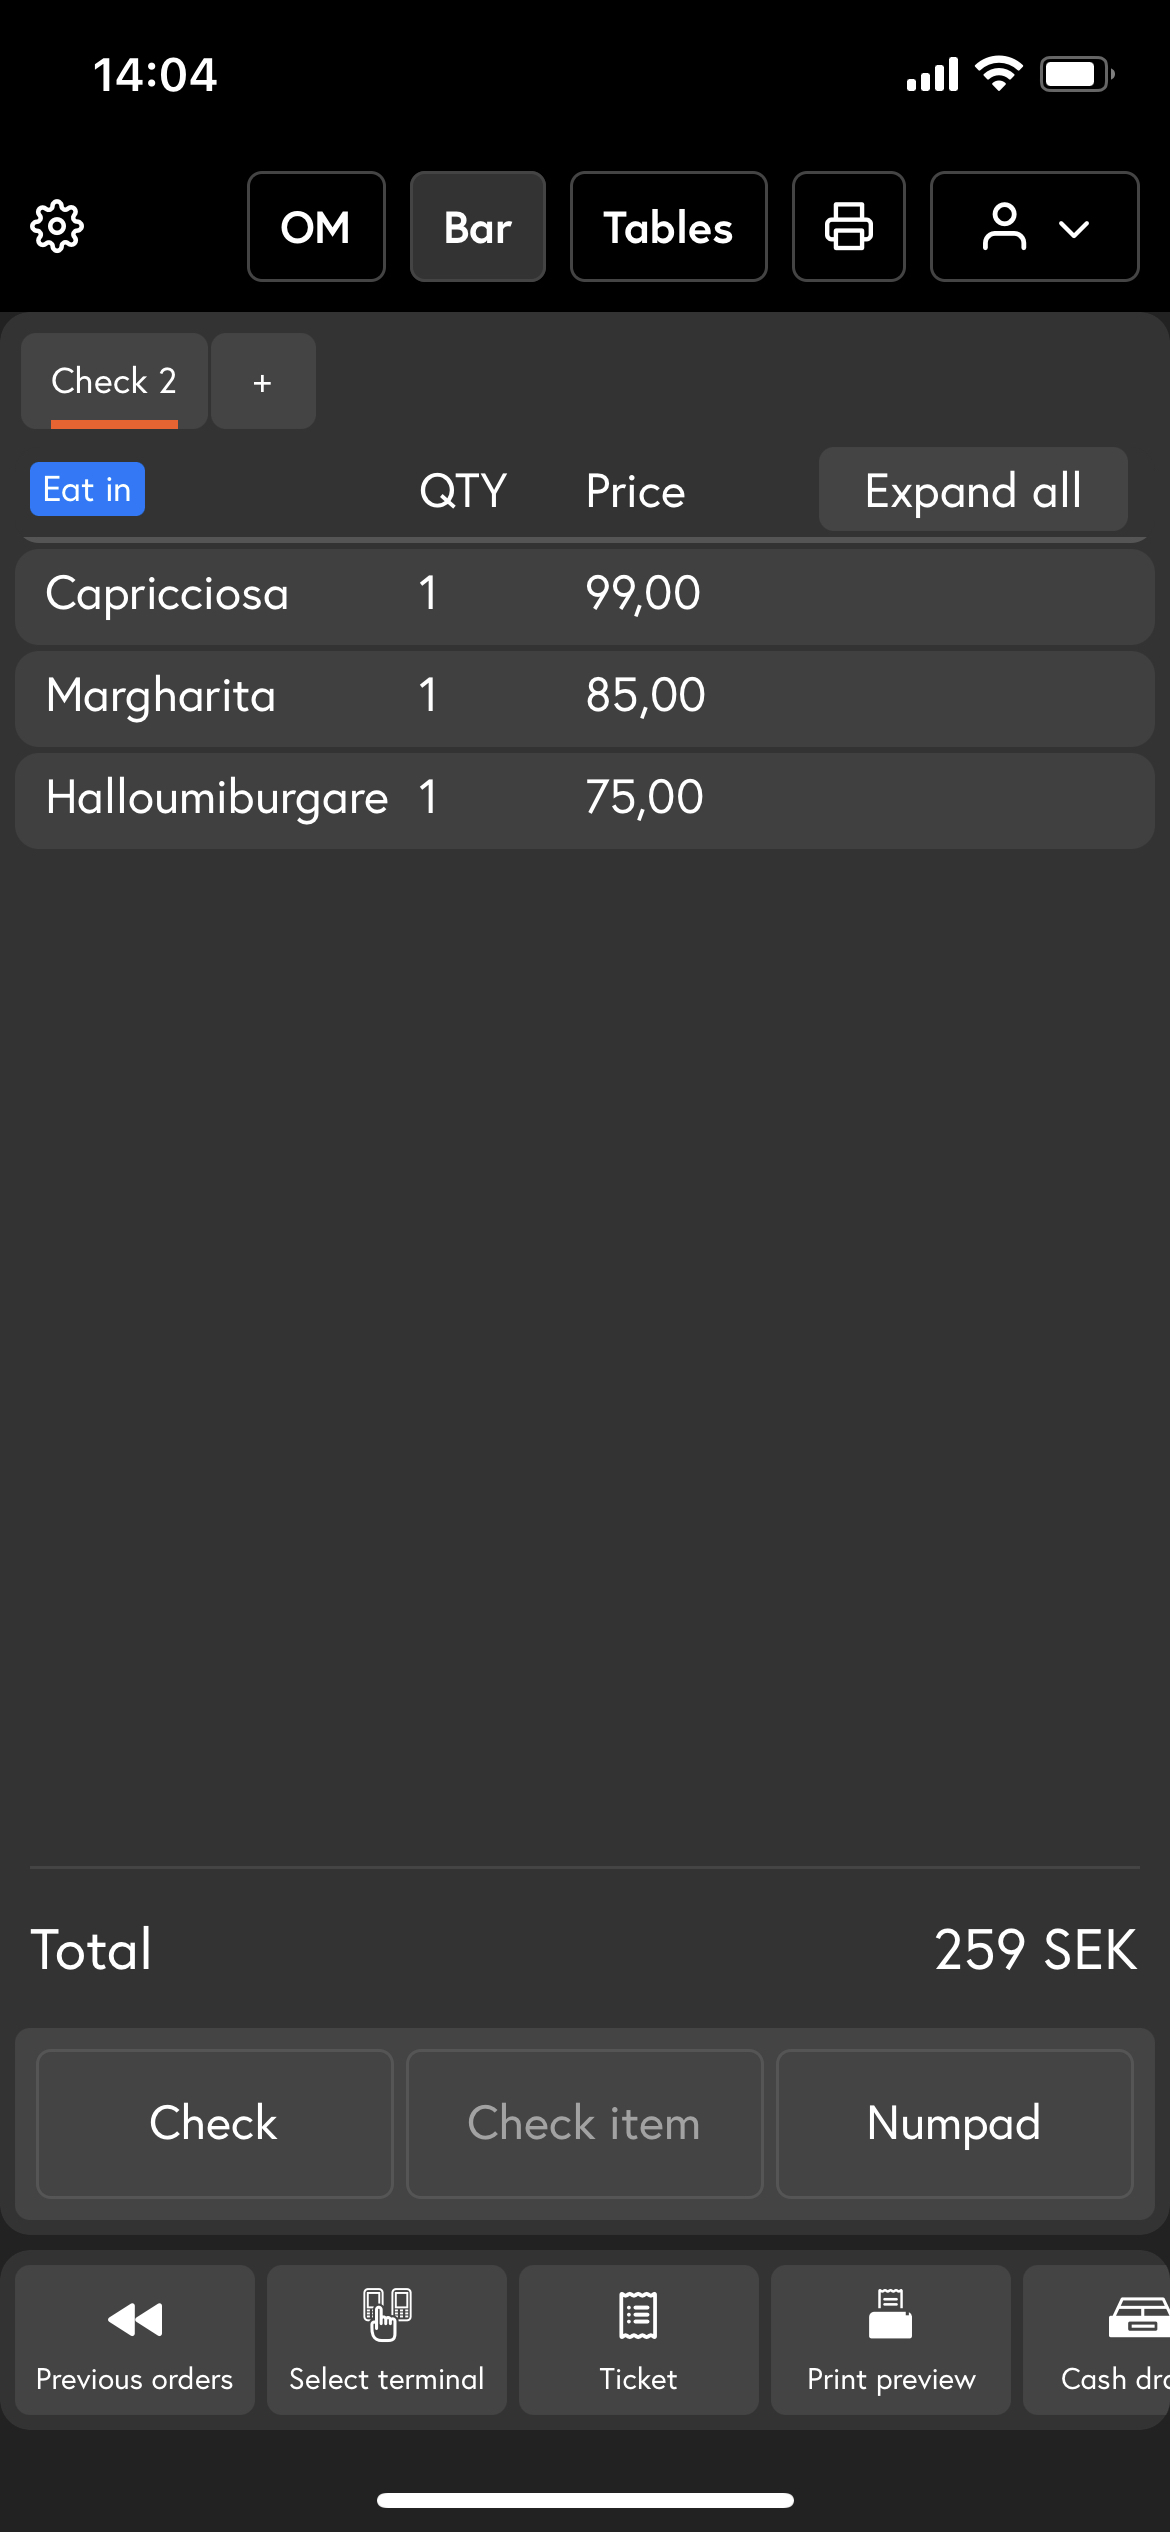 14:04
OM Bar Tables
Check 2 +
Eat in QTY Price Expand all
Capricciosa 1 99,00
Margharita 1 85,00
Halloumiburgare 1 75,00
Total 259 SEK
Check Check item Numpad
Previous orders Select terminal Ticket Print preview Cash dra